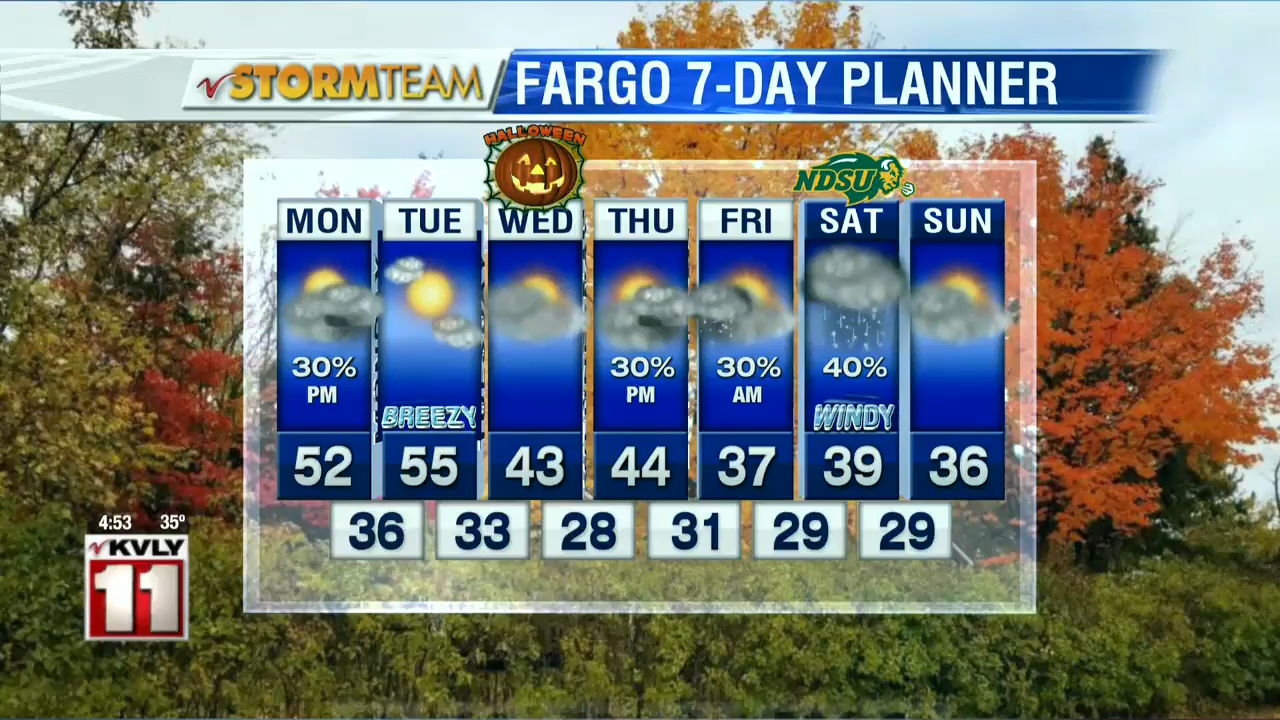 STORMTEAM FARGO 7-DAY PLANNER
HALLOWEEN
NDSU
MON TUE WED THU FRI SAT SUN
30% 30% 30% 40%
PM PM AM
BREEZY WINDY
52 55 43 44 37 39 36
36 33 28 31 29 29
4:53 35°
KVLY
11